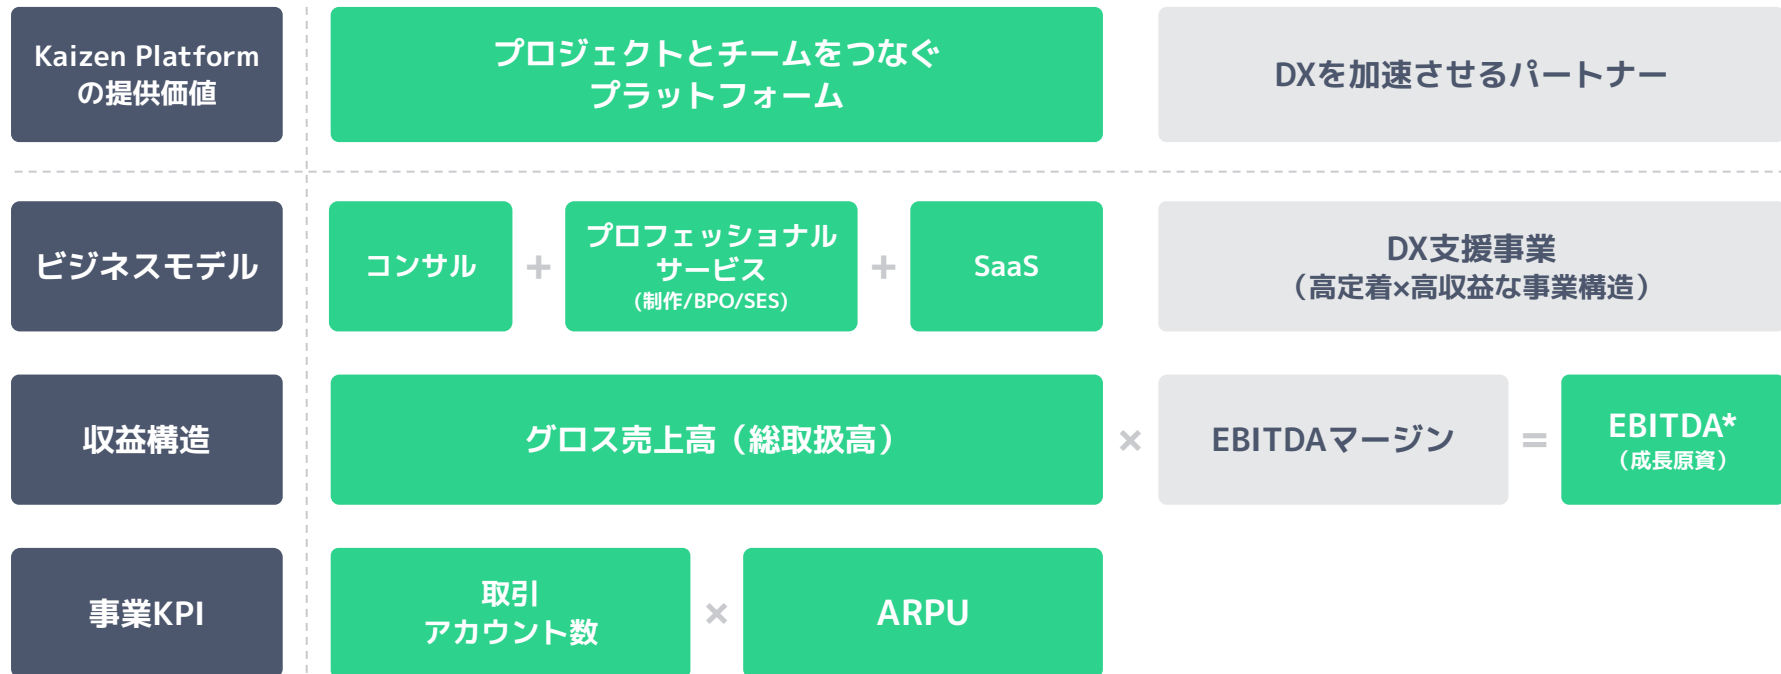 Kaizen Platform
の提供価値
プロジェクトとチームをつなぐ
プラットフォーム
DXを加速させるパートナー
ビジネスモデル
コンサル
+
プロフェッショナル
サービス
(制作/BPO/SES)
+
SaaS
DX支援事業
（高定着×高収益な事業構造）
収益構造
グロス売上高（総取扱高）
×
EBITDAマージン
=
EBITDA*
（成長原資）
事業KPI
取引
アカウント数
×
ARPU